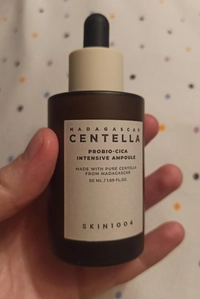 MADAGASCAR
CENTELLA
PROBIO-CICA
INTENSIVE AMPOULE
MADE WITH PURE CENTELLA
FROM MADAGASCAR
50 ML / 1.69 FL.OZ.
SKIN1004